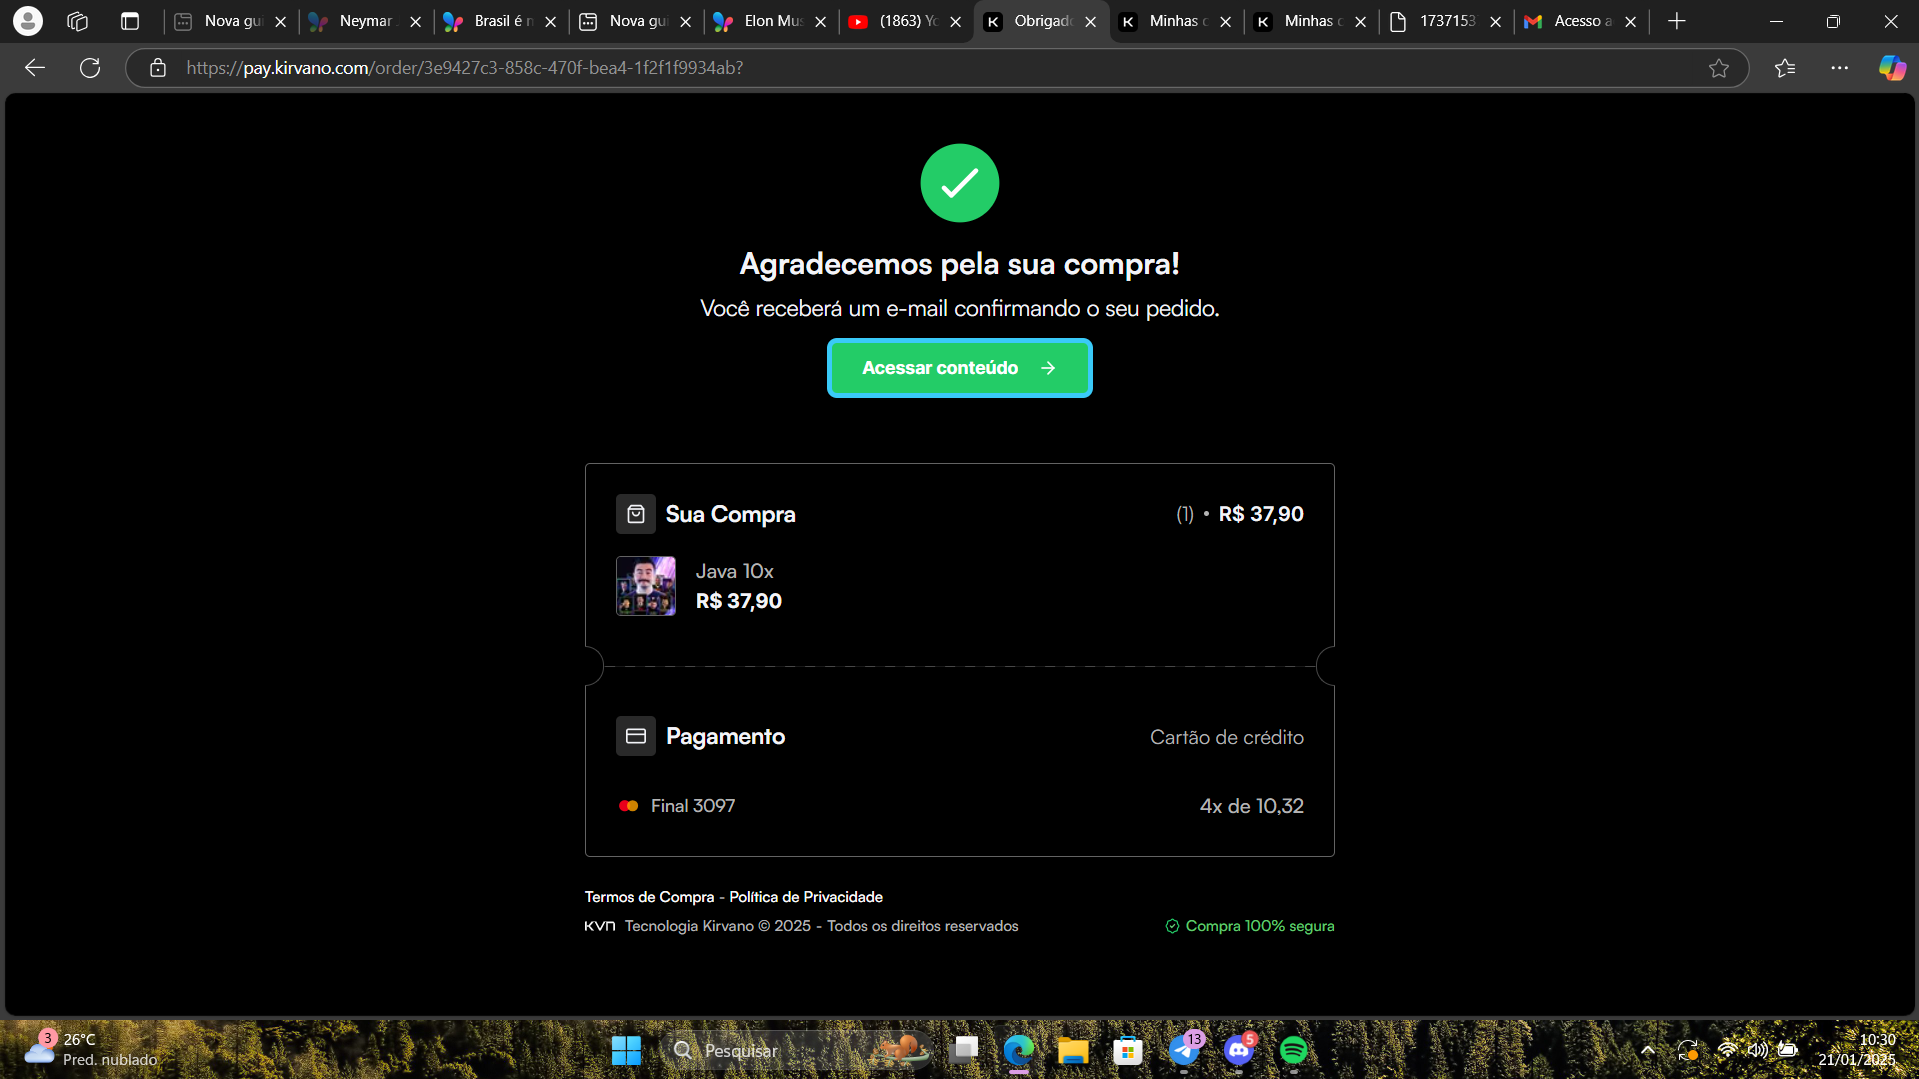 Nova gui
Neymar
Brasil é n
Nova gui
Elon Mus
(1863) Yo
Obrigado
Minhas c
Minhas c
1737153
Acesso a
https://pay.kirvano.com/order/3e9427c3-858c-470f-bea4-1f2f1f9934ab?
Agradecemos pela sua compra!
Você receberá um e-mail confirmando o seu pedido.
Acessar conteúdo
Sua Compra
(1) • R$ 37,90
Java 10x
R$ 37,90
Pagamento
Cartão de crédito
Final 3097
4x de 10,32
Termos de Compra - Política de Privacidade
KVN Tecnologia Kirvano © 2025 - Todos os direitos reservados
Compra 100% segura
3
26°C
Pred. nublado
Pesquisar
13
5
10:30
21/01/2025